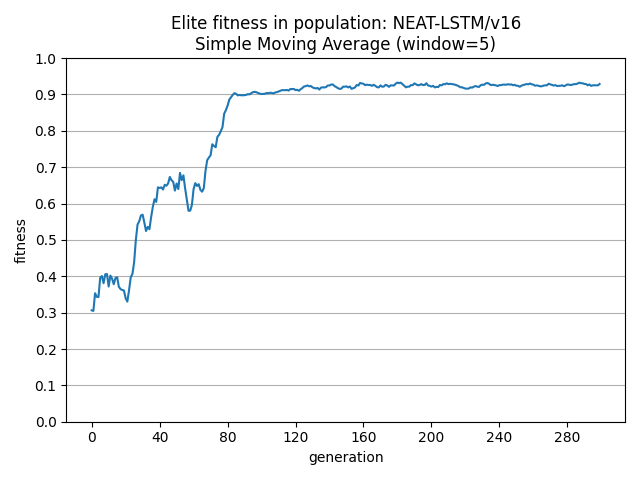 Elite fitness in population: NEAT-LSTM/v16
Simple Moving Average (window=5)
1.0
0.9
0.8
0.7
0.6
0.5
0.4
0.3
0.2
0.1
0.0
fitness
0 40 80 120 160 200 240 280
generation